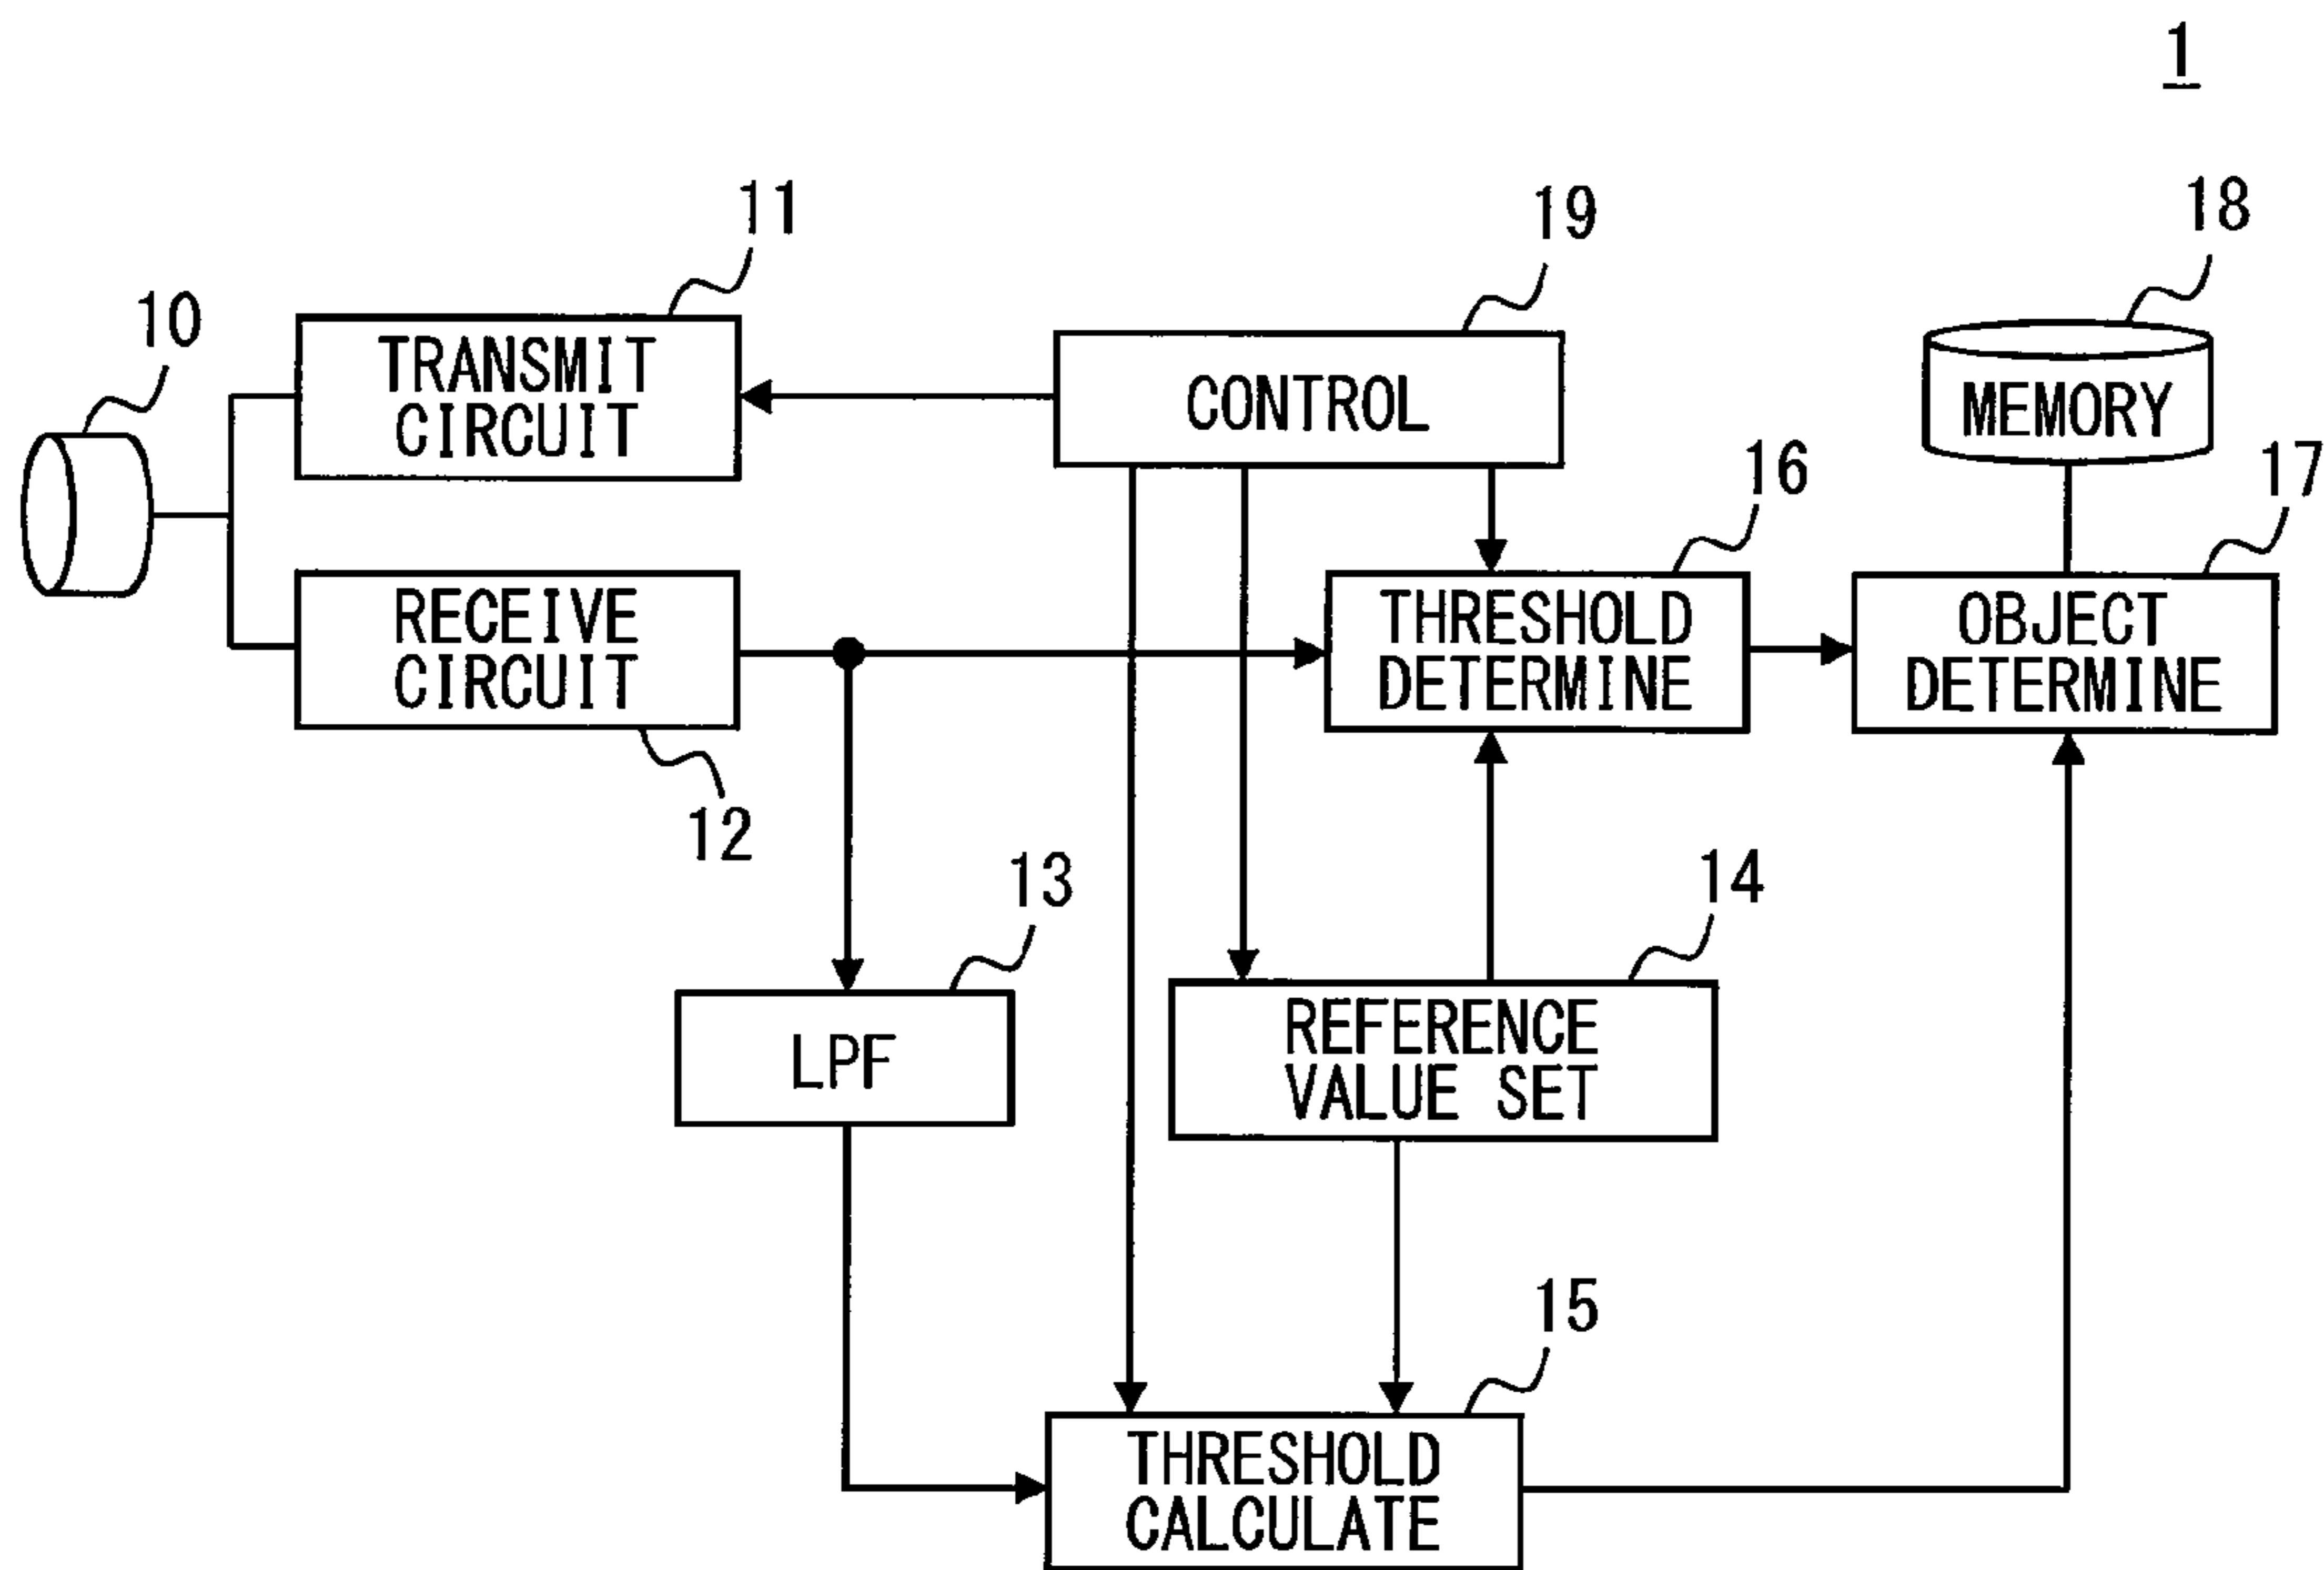 1
11
19
18
10
TRANSMIT
CIRCUIT
CONTROL
MEMORY
16
17
RECEIVE
CIRCUIT
THRESHOLD
DETERMINE
OBJECT
DETERMINE
12
13
14
LPF
REFERENCE
VALUE SET
15
THRESHOLD
CALCULATE